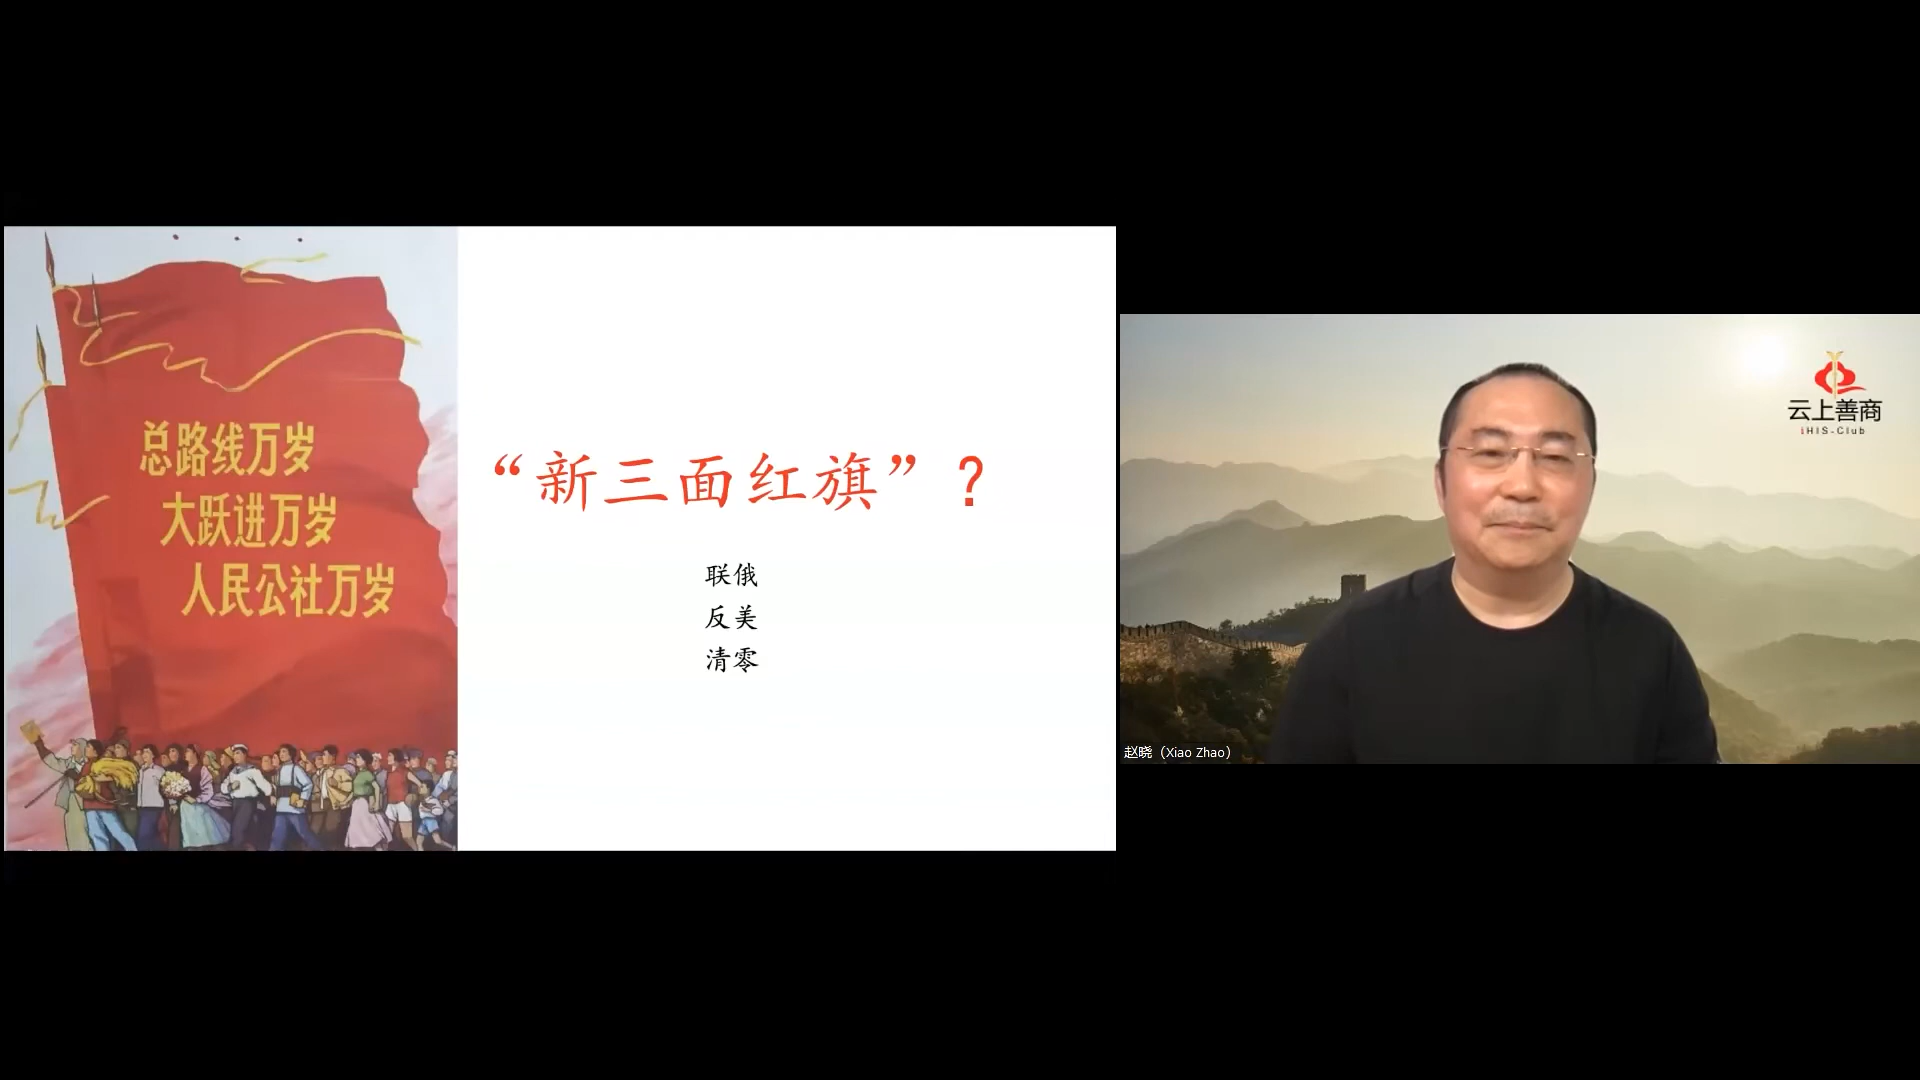 总路线万岁
大跃进万岁
人民公社万岁
“新三面红旗”？
联俄
反美
清零
云上善商
iHIS-Club
赵晓（Xiao Zhao）